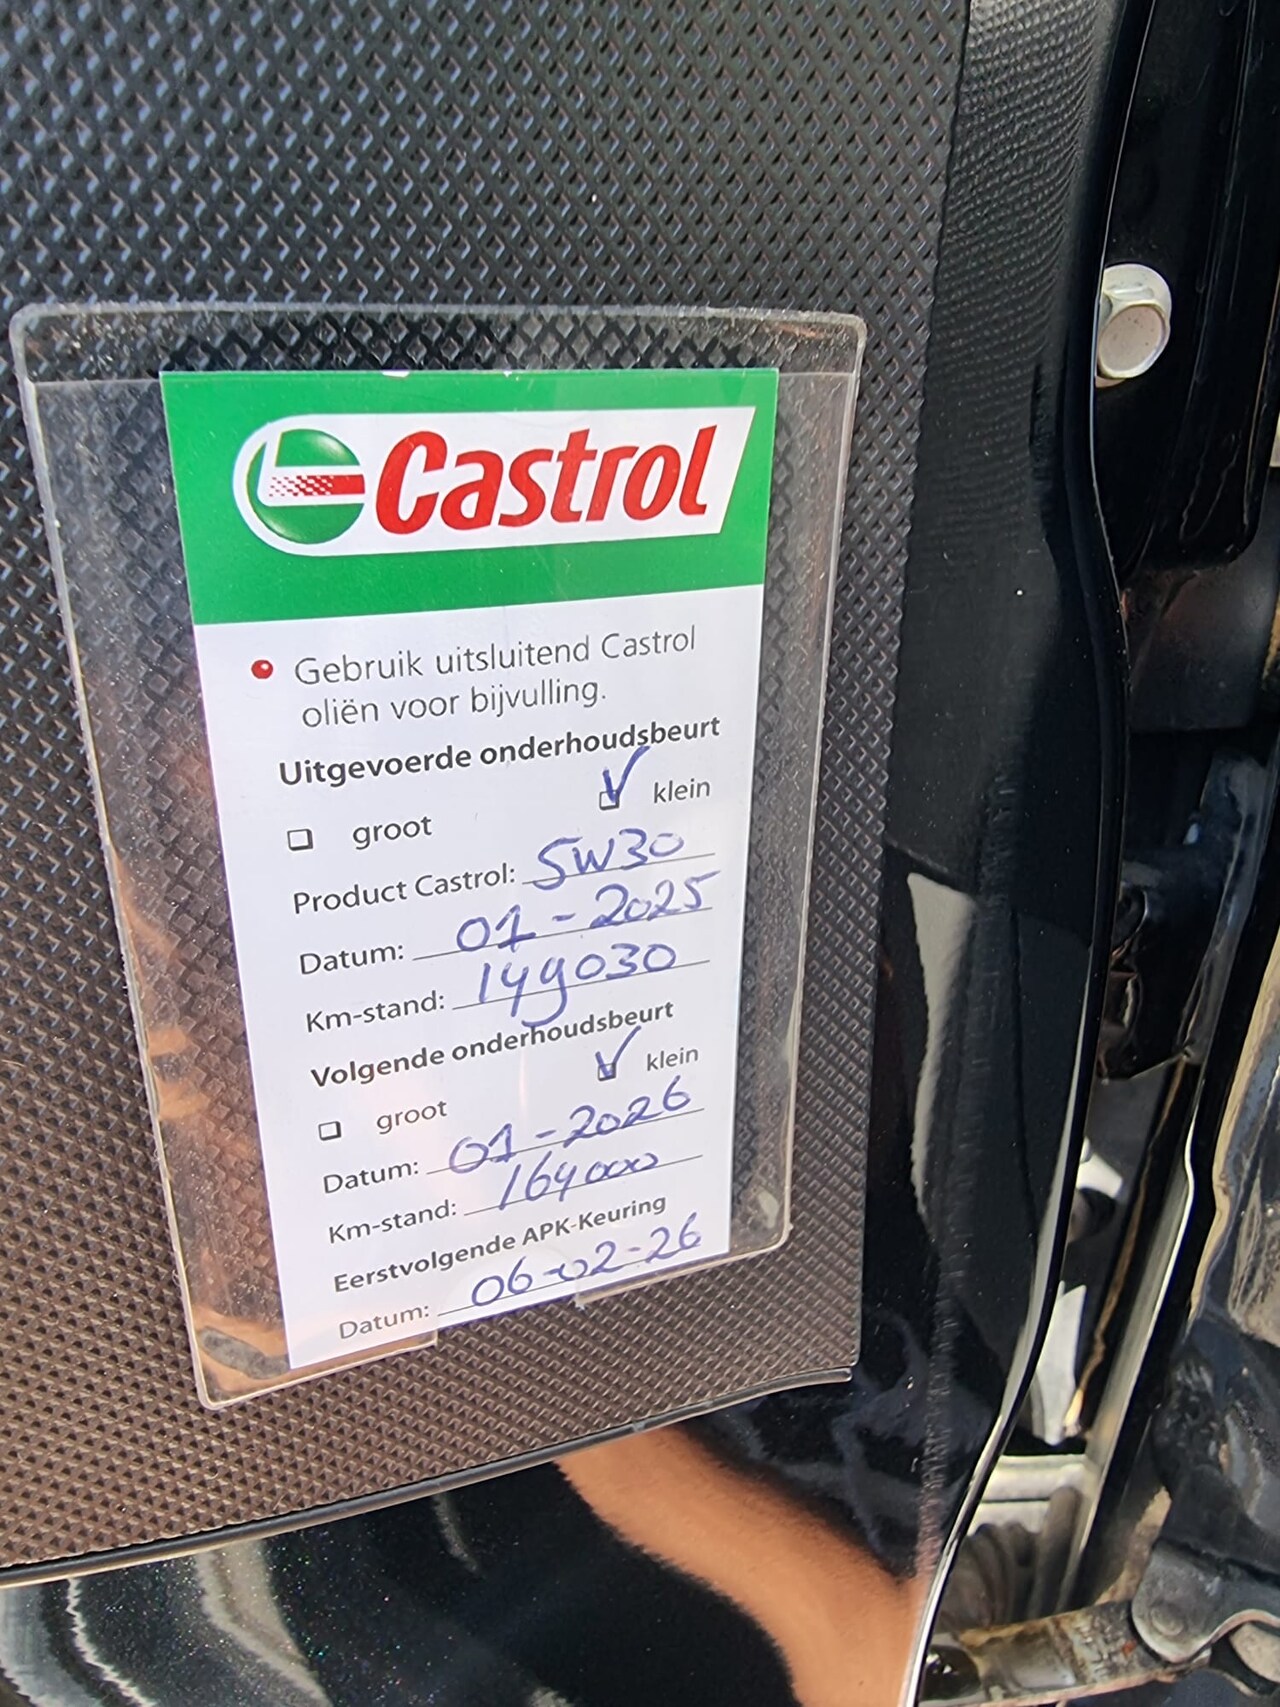 Castrol
Gebruik uitsluitend Castrol
oliën voor bijvulling.
Uitgevoerde onderhoudsbeurt
groot klein
Product Castrol: 5W30
Datum: 01-2025
Km-stand: 149030
Volgende onderhoudsbeurt
groot klein
Datum: 01-2026
Km-stand: 164000
Eerstvolgende APK-Keuring
Datum: 06-02-26